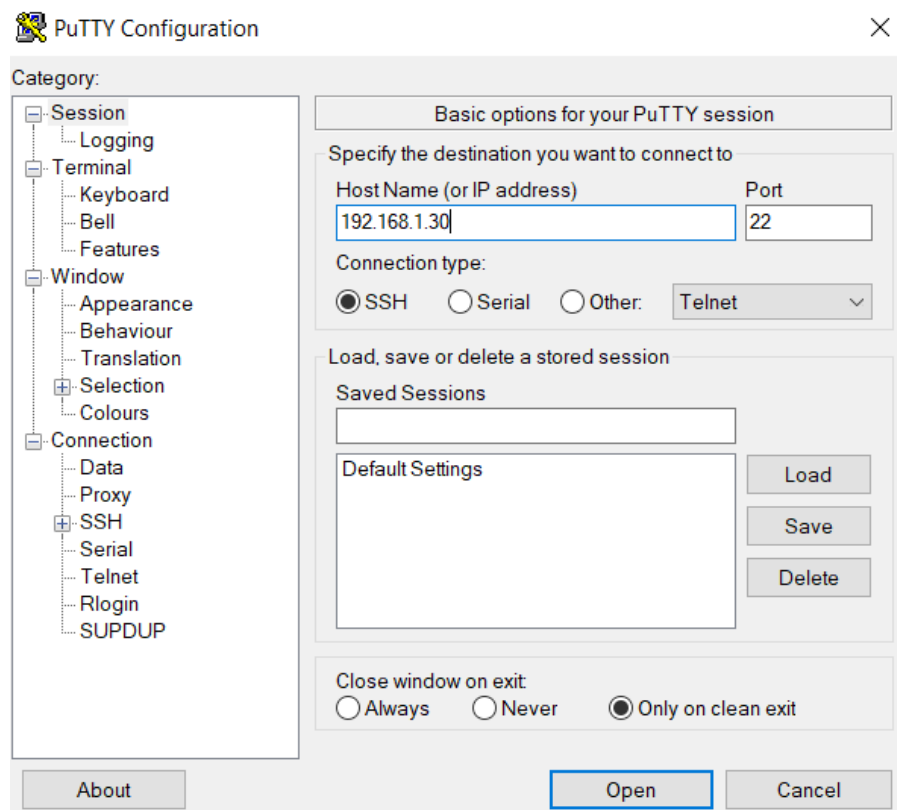 PuTTY Configuration
Category:
Session
Logging
Terminal
Keyboard
Bell
Features
Window
Appearance
Behaviour
Translation
Selection
Colours
Connection
Data
Proxy
SSH
Serial
Telnet
Rlogin
SUPDUP
Basic options for your PuTTY session
Specify the destination you want to connect to
Host Name (or IP address) Port
192.168.1.30 22
Connection type:
SSH Serial Other: Telnet
Load, save or delete a stored session
Saved Sessions
Default Settings
Load
Save
Delete
Close window on exit:
Always Never Only on clean exit
About Open Cancel